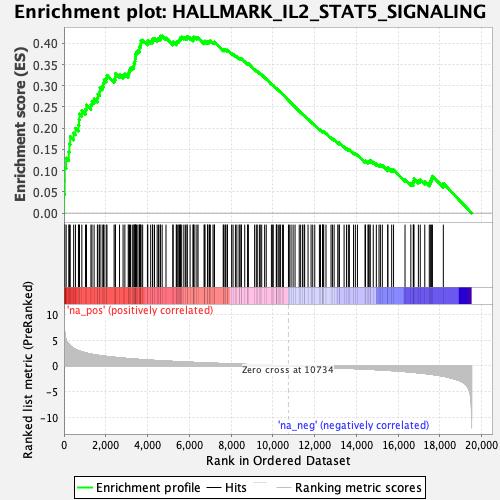 Enrichment plot: HALLMARK_IL2_STAT5_SIGNALING
Enrichment score (ES)
0.40
0.35
0.30
0.25
0.20
0.15
0.10
0.05
0.00
'na_pos' (positively correlated)
Ranked list metric (PreRanked)
10
5
0
-5
-10
Zero cross at 10734
'na_neg' (negatively correlated)
0
2,000
4,000
6,000
8,000
10,000
12,000
14,000
16,000
18,000
20,000
Rank in Ordered Dataset
Enrichment profile
Hits
Ranking metric scores